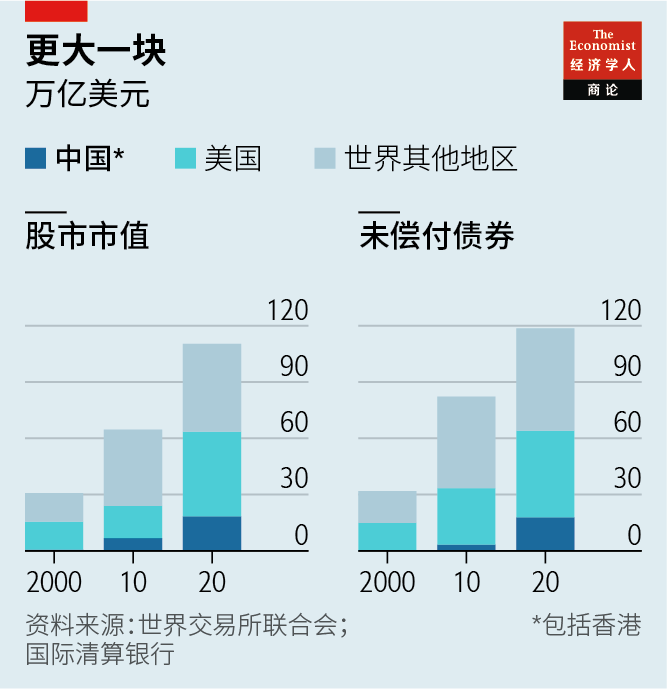 更大一块
万亿美元
The
Economist
经济学人
商论
中国* 美国 世界其他地区
股市市值
120
90
60
30
0
2000 10 20
未偿付债券
120
90
60
30
0
2000 10 20
资料来源：世界交易所联合会；
国际清算银行
*包括香港